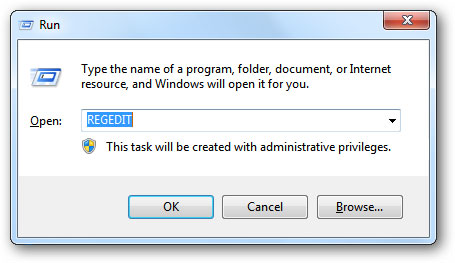 Run
Type the name of a program, folder, document, or Internet
resource, and Windows will open it for you.
Open: REGEDIT
This task will be created with administrative privileges.
OK Cancel Browse...